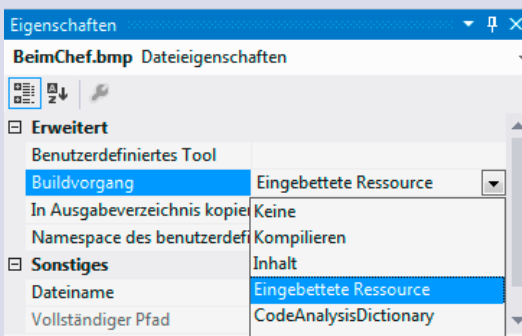 Eigenschaften
BeimChef.bmp Dateieigenschaften
Erweitert
Benutzerdefiniertes Tool
Buildvorgang Eingebettete Ressource
In Ausgabeverzeichnis kopie Keine
Namespace des benutzerdefi Kompilieren
Sonstiges Inhalt
Dateiname Eingebettete Ressource
Vollständiger Pfad CodeAnalysisDictionary